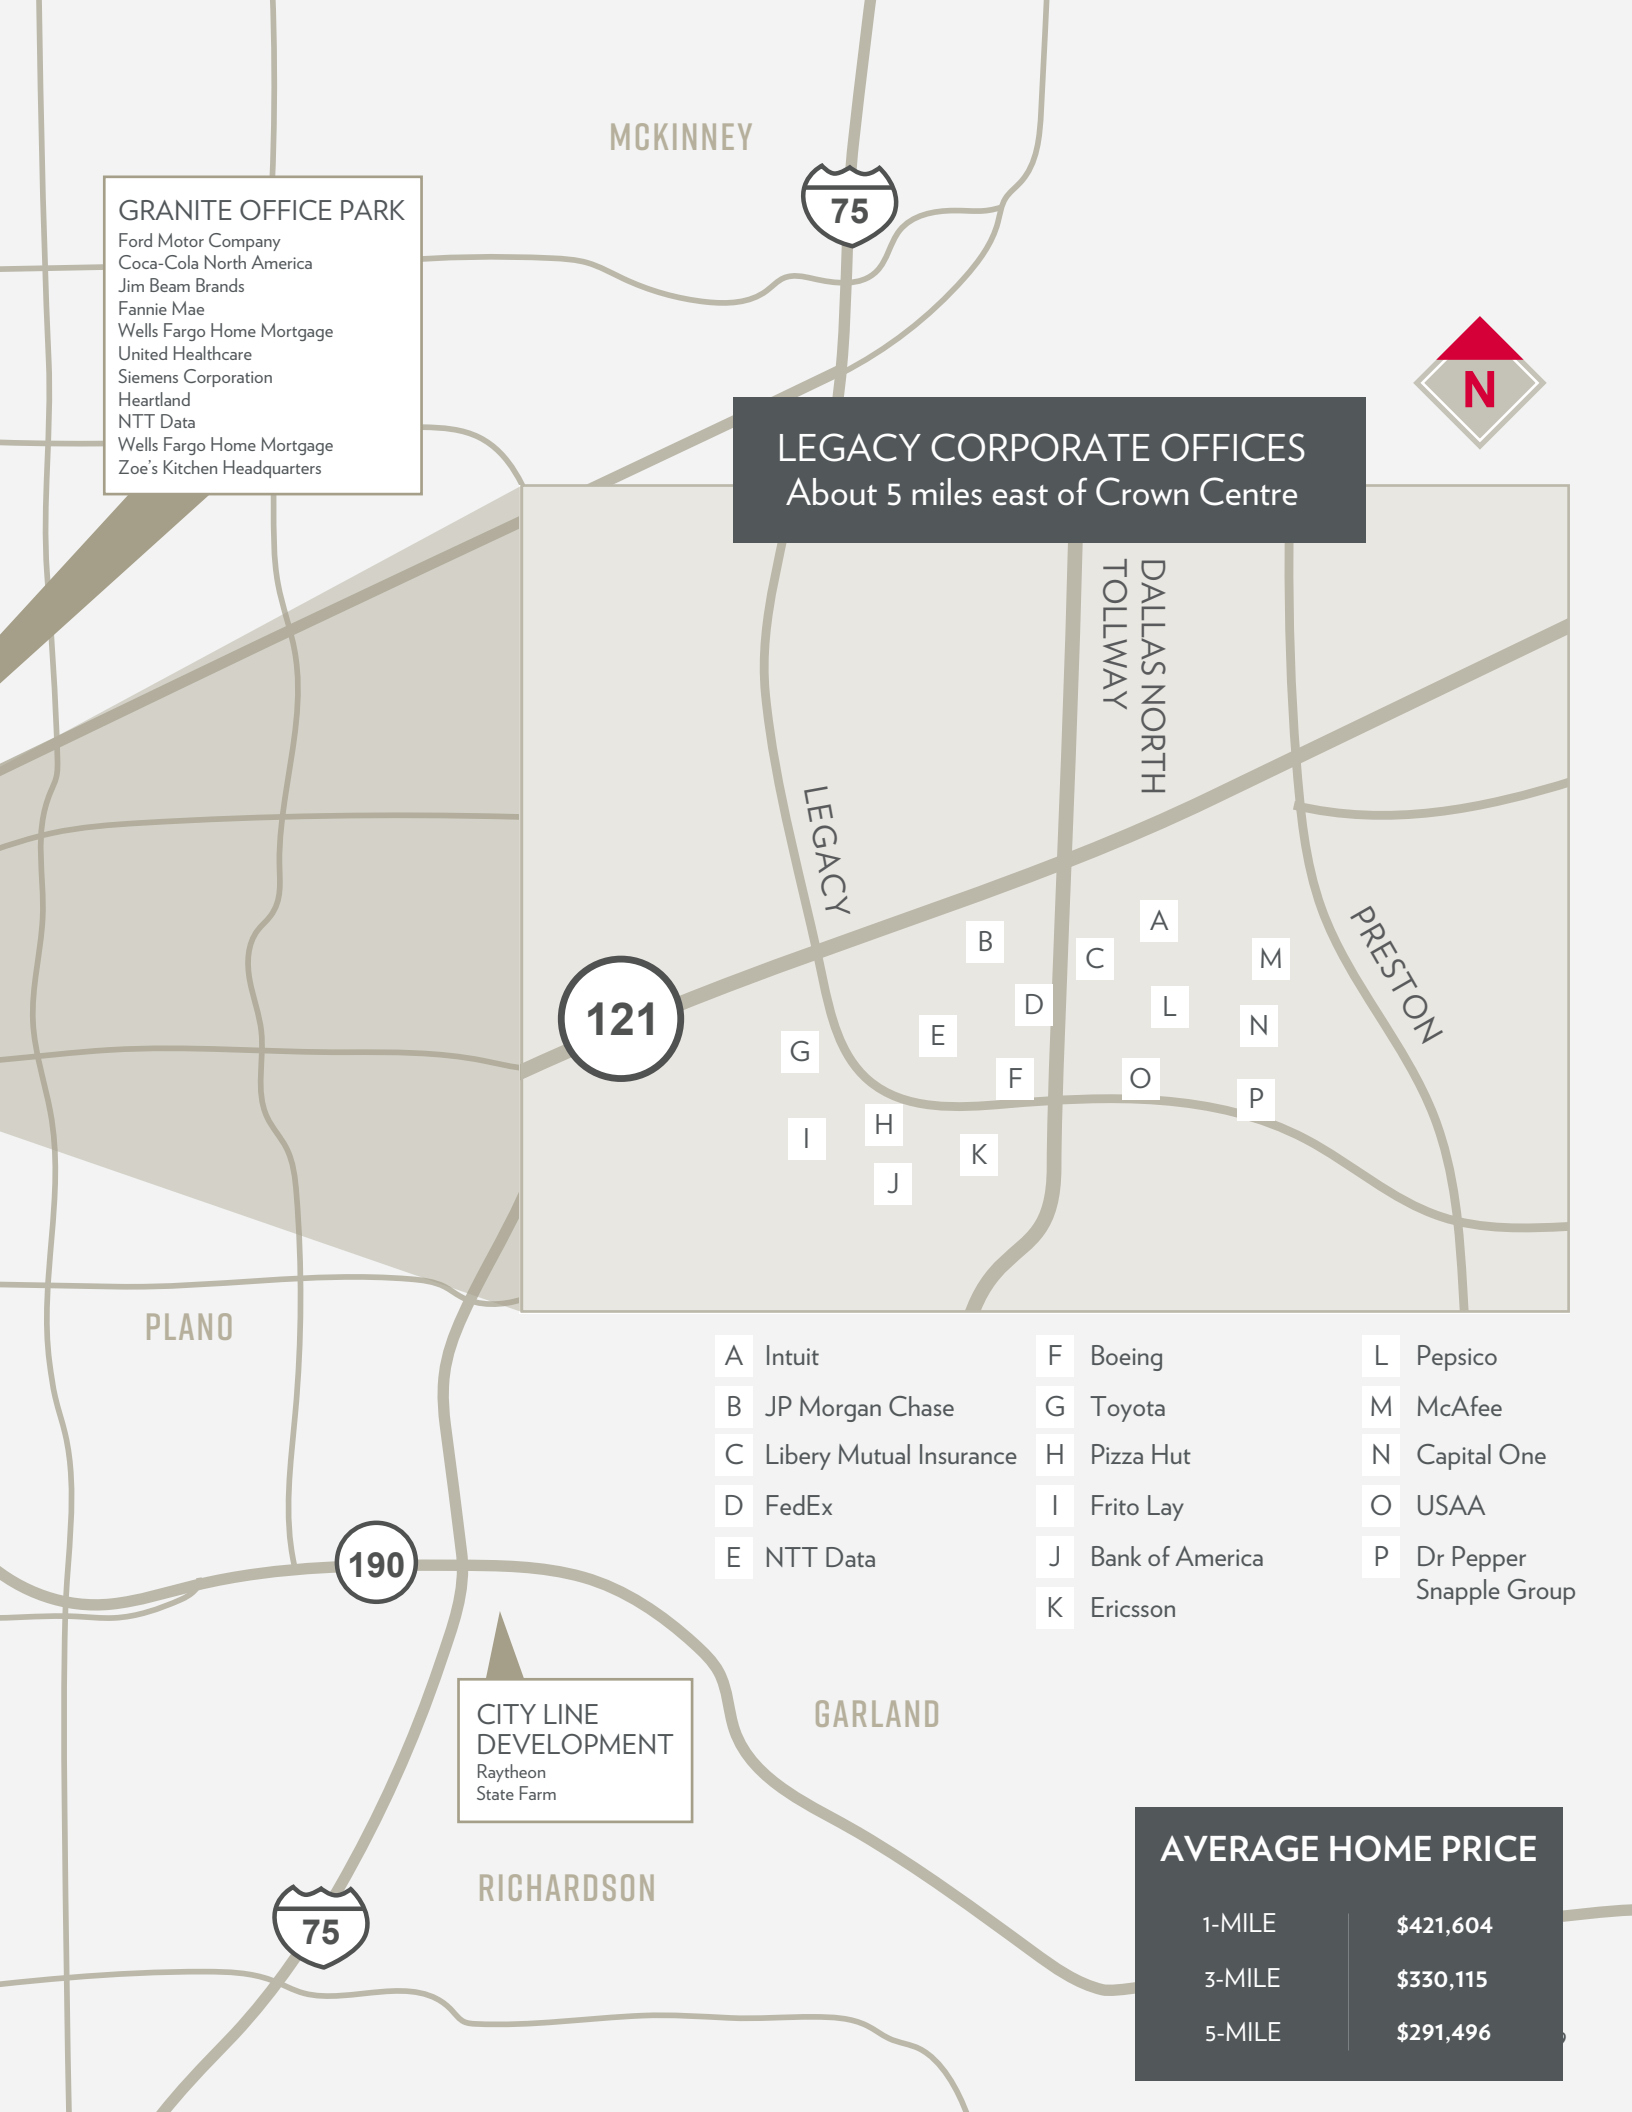 MCKINNEY
75
GRANITE OFFICE PARK
Ford Motor Company
Coca-Cola North America
Jim Beam Brands
Fannie Mae
Wells Fargo Home Mortgage
United Healthcare
Siemens Corporation
Heartland
NTT Data
Wells Fargo Home Mortgage
Zoe's Kitchen Headquarters
N
LEGACY CORPORATE OFFICES
About 5 miles east of Crown Centre
DALLAS NORTH
TOLLWAY
LEGACY
PRESTON
121
A
B
C
M
D
L
N
E
G
F
O
P
H
I
K
J
PLANO
A Intuit
B JP Morgan Chase
C Libery Mutual Insurance
D FedEx
E NTT Data
F Boeing
G Toyota
H Pizza Hut
I Frito Lay
J Bank of America
K Ericsson
L Pepsico
M McAfee
N Capital One
O USAA
P Dr Pepper
Snapple Group
190
CITY LINE
DEVELOPMENT
Raytheon
State Farm
GARLAND
RICHARDSON
75
AVERAGE HOME PRICE
1-MILE $421,604
3-MILE $330,115
5-MILE $291,496